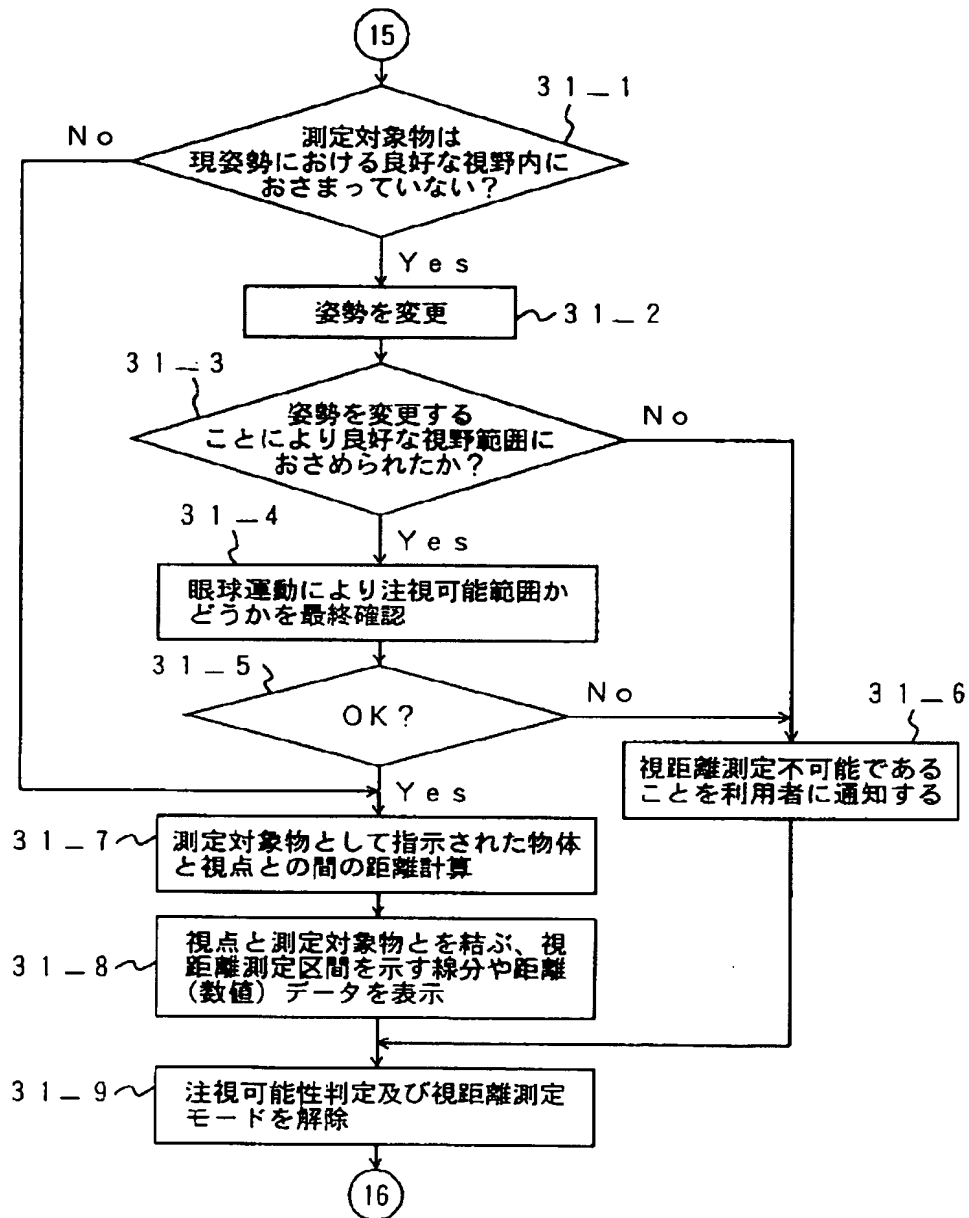 15
31_1
No
測定対象物は
現姿勢における良好な視野内に
おさまっていない?
Yes
姿勢を変更
31_2
31_3
姿勢を変更する
ことにより良好な視野範囲に
おさめられたか?
No
31_4
Yes
眼球運動により注視可能範囲か
どうかを最終確認
31_5
OK?
No
31_6
視距離測定不可能である
ことを利用者に通知する
Yes
31_7
測定対象物として指示された物体
と視点との間の距離計算
31_8
視点と測定対象物とを結ぶ、視
距離測定区間を示す線分や距離
(数値)データを表示
31_9
注視可能性判定及び視距離測定
モードを解除
16